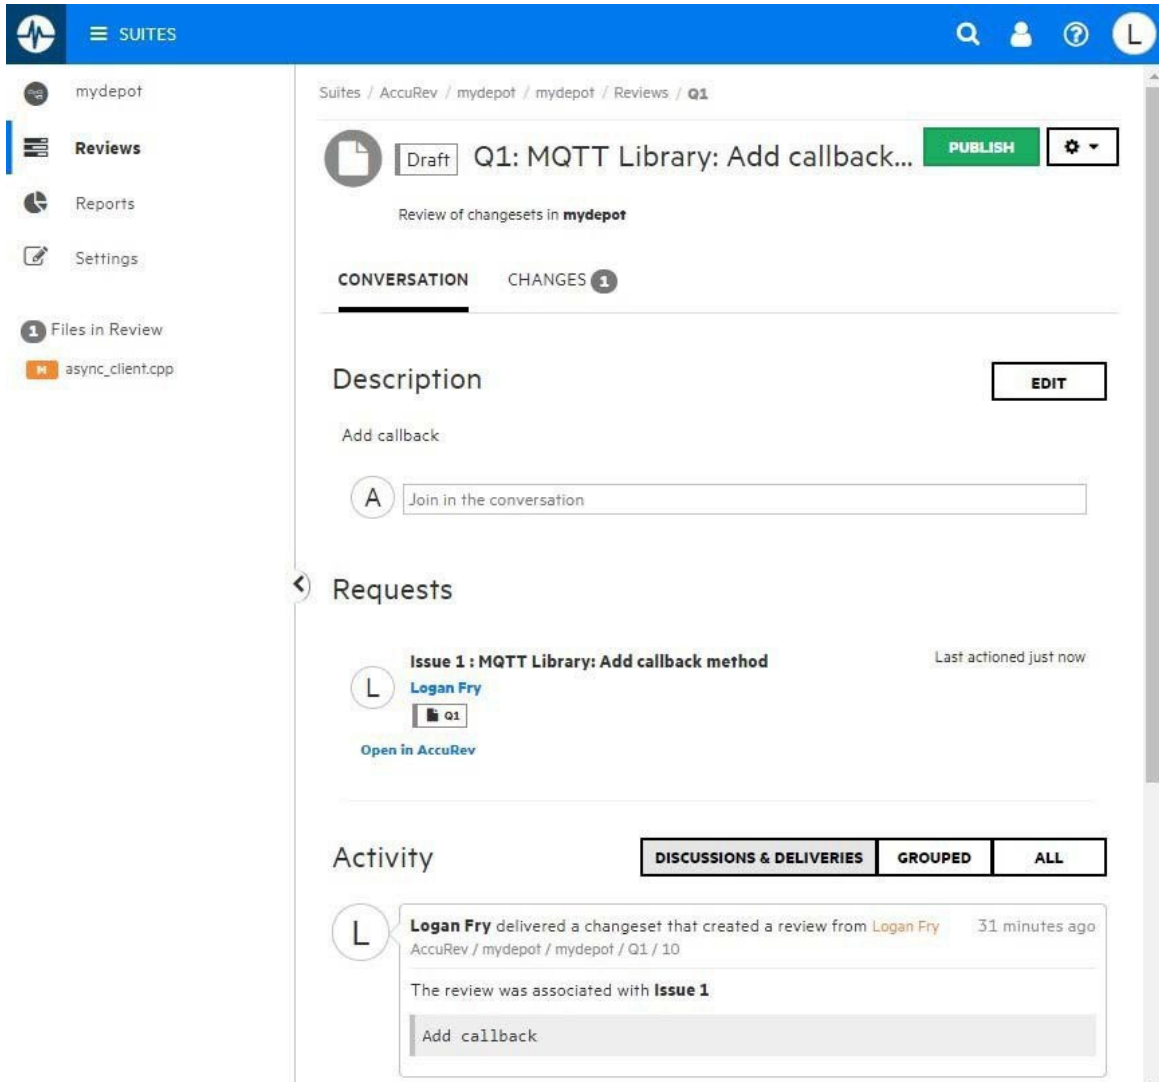 SUITES
L
mydepot
Reviews
Reports
Settings
1 Files in Review
M async_client.cpp
Suites / AccuRev / mydepot / mydepot / Reviews / Q1
Draft Q1: MQTT Library: Add callback...
PUBLISH
Review of changesets in mydepot
CONVERSATION CHANGES 1
Description
EDIT
Add callback
A Join in the conversation
Requests
Issue 1 : MQTT Library: Add callback method Last actioned just now
L Logan Fry
Q1
Open in AccuRev
Activity
DISCUSSIONS & DELIVERIES GROUPED ALL
L Logan Fry delivered a changeset that created a review from Logan Fry 31 minutes ago
AccuRev / mydepot / mydepot / Q1 / 10
The review was associated with Issue 1
Add callback